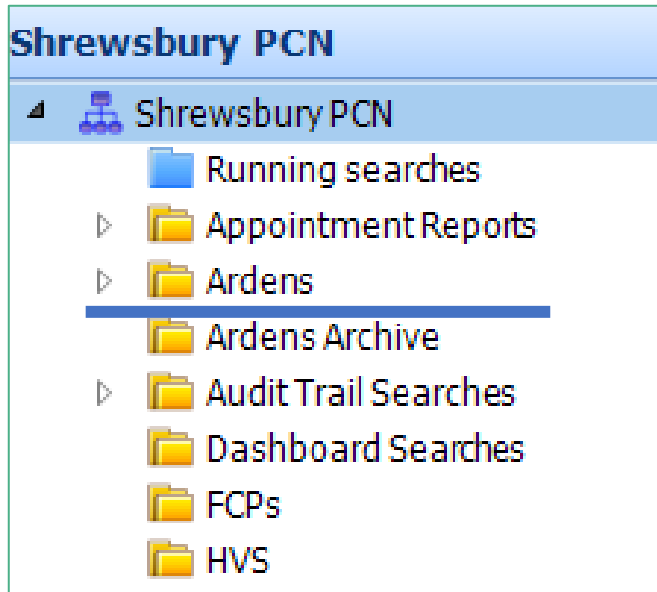 Shrewsbury PCN
Shrewsbury PCN
Running searches
Appointment Reports
Ardens
Ardens Archive
Audit Trail Searches
Dashboard Searches
FCPs
HVS